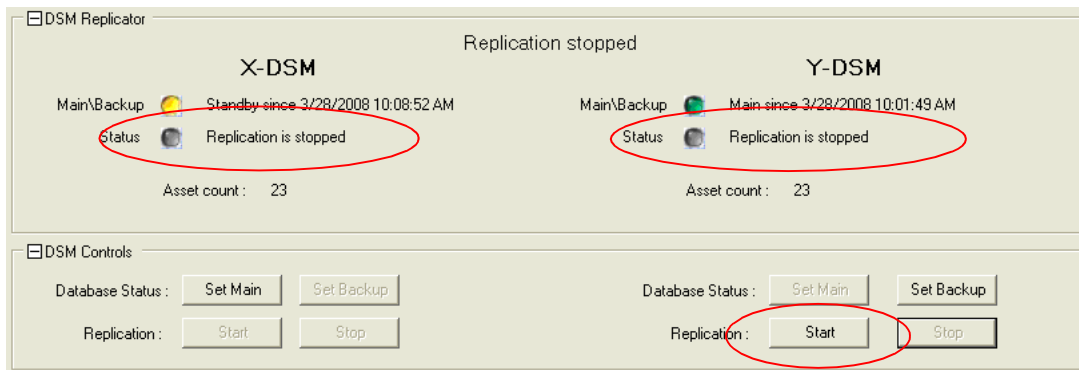 DSM Replicator
Replication stopped
X-DSM Y-DSM
Main\Backup Standby since 3/28/2008 10:08:52 AM Main\Backup Main since 3/28/2008 10:01:49 AM
Status Replication is stopped Status Replication is stopped
Asset count : 23 Asset count : 23
DSM Controls
Database Status : Set Main Set Backup Database Status : Set Main Set Backup
Replication : Start Stop Replication : Start Stop